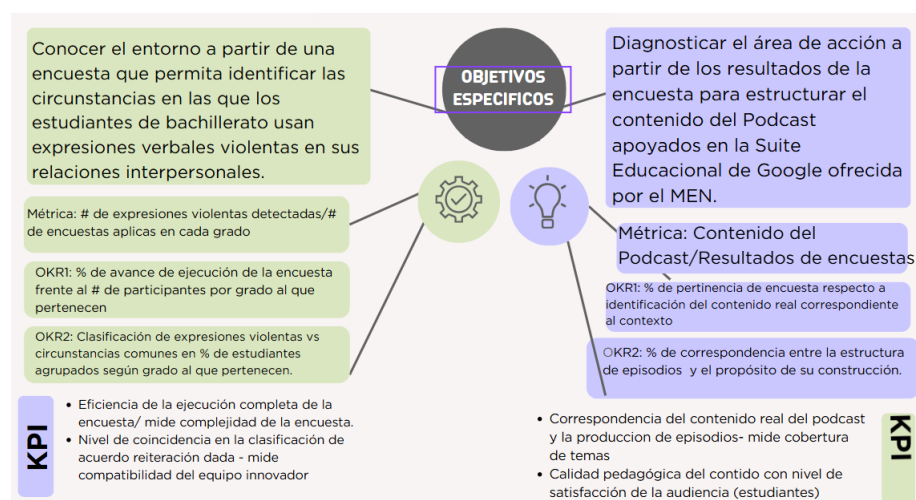 Conocer el entorno a partir de una
encuesta que permita identificar las
circunstancias en las que los
estudiantes de bachillerato usan
expresiones verbales violentas en sus
relaciones interpersonales.
OBJETIVOS
ESPECIFICOS
Diagnosticar el área de acción a
partir de los resultados de la
encuesta para estructurar el
contenido del Podcast
apoyados en la Suite
Educacional de Google ofrecida
por el MEN.
Métrica: # de expresiones violentas detectadas/#
de encuestas aplicas en cada grado
OKR1: % de avance de ejecución de la encuesta
frente al # de participantes por grado al que
pertenecen
OKR2: Clasificación de expresiones violentas vs
circunstancias comunes en % de estudiantes
agrupados según grado al que pertenecen.
Métrica: Contenido del
Podcast/Resultados de encuestas
OKR1: % de pertinencia de encuesta respecto a
identificación del contenido real correspondiente
al contexto
OKR2: % de correspondencia entre la estructura
de episodios y el propósito de su construcción.
KPI
• Eficiencia de la ejecución completa de la
encuesta/ mide complejidad de la encuesta.
• Nivel de coincidencia en la clasificación de
acuerdo reiteración dada - mide
compatibilidad del equipo innovador
• Correspondencia del contenido real del podcast
y la produccion de episodios- mide cobertura
de temas
• Calidad pedagógica del contido con nivel de
satisfacción de la audiencia (estudiantes)
KPI